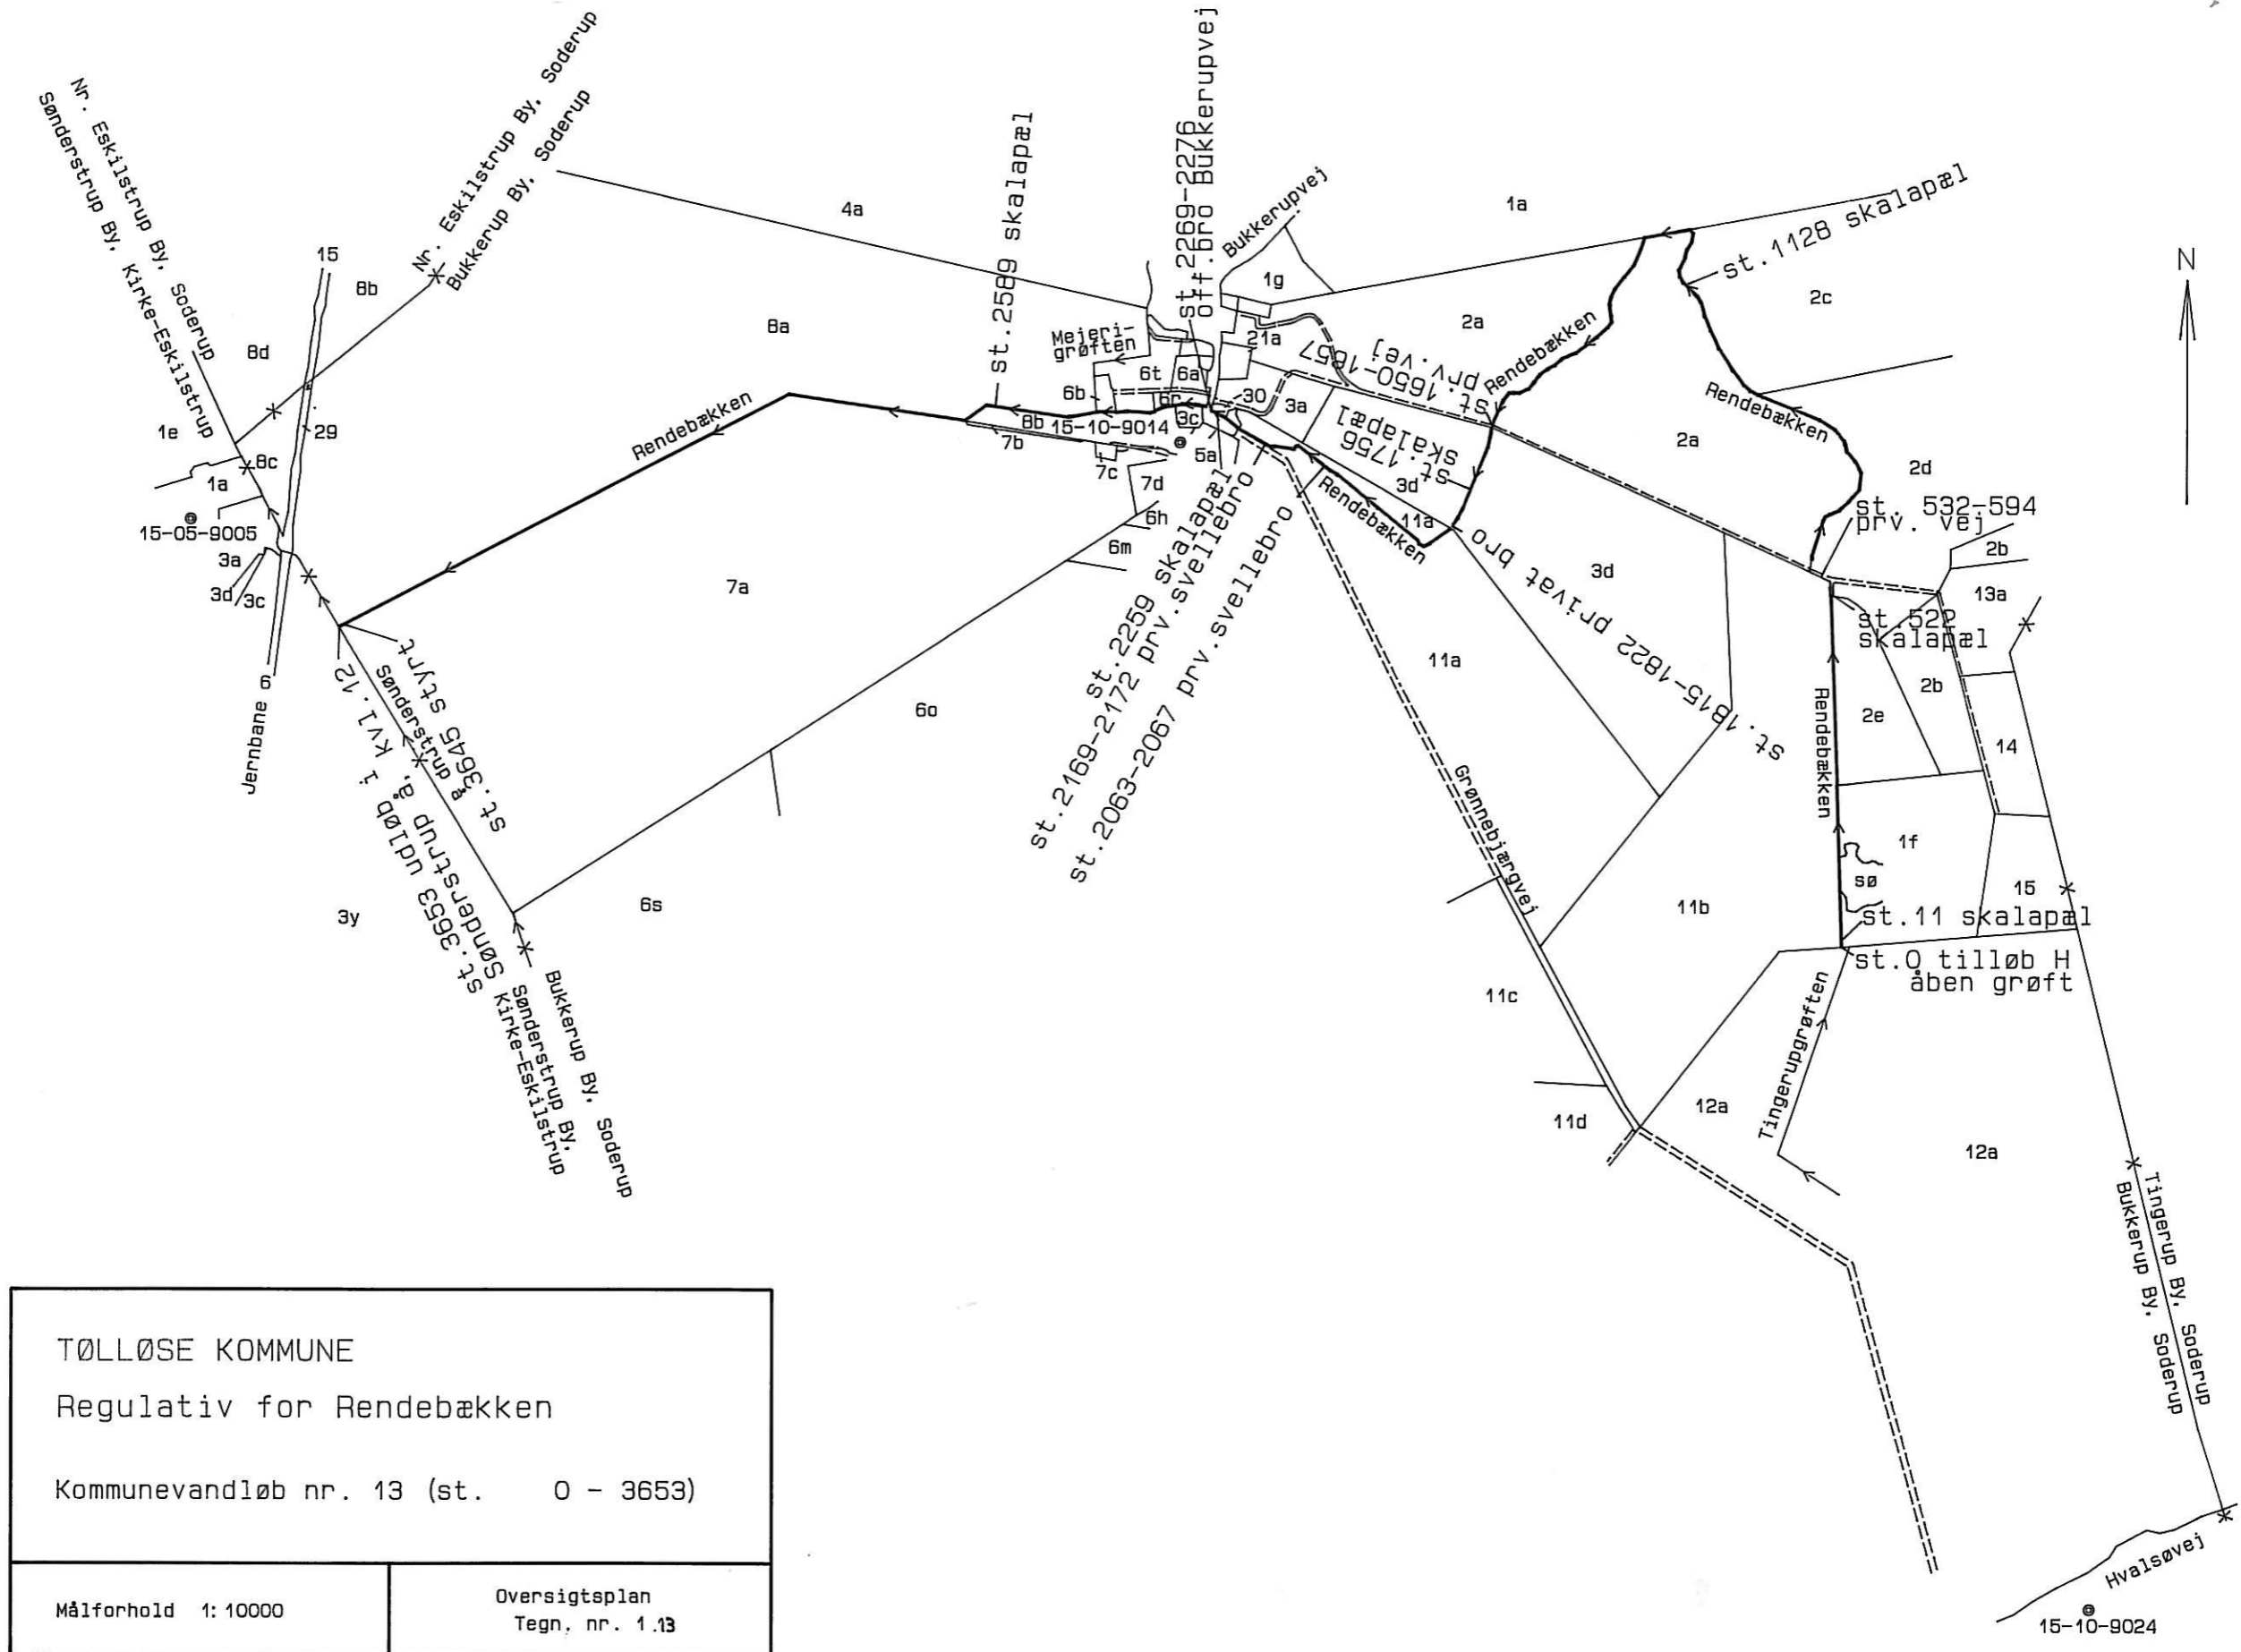 Nr. Eskilstrup By, Soderup
Sønderstrup By, Kirke-Eskilstrup
Nr. Eskilstrup By, Soderup
Bukkerup By, Soderup
15
8b
8d
1e
8c
29
1a
15-05-9005
3a
3d
3c
Jernbane 6
4a
8a
st.2589 skalapæl
st.2269-2276
off.bro Bukkerupvej
Bukkerupvej
1g
1a
st.1128 skalapæl
2c
N
Mejeri-
grøften
21a
2a
st.1650-1657
prv.vej
Rendebækken
6t
6a
6b
6r
3c
30
3a
8b
15-10-9014
7b
5a
7c
7d
6h
6m
st.1756
skalapæl
3d
11a
Rendebækken
Rendebækken
2a
2d
st. 532-594
prv. vej
2b
13a
st.522
skalapæl
2b
2e
14
Rendebækken
Rendebækken
7a
6o
6s
3y
st.3645 styrt
Sønderstrup å
st.3653 udløb i kvl.12
Sønderstrup å,
Sønderstrup By,
Kirke-Eskilstrup
Bukkerup By, Soderup
st.2259 skalapæl
st.2169-2172 prv.svellebro
st.2063-2067 prv.svellebro
11a
3d
st.1815-1822 privat bro
Grønnebjærgvej
1f
sø
15
st.11 skalapæl
st.0 tilløb H
åben grøft
11b
11c
11d
12a
Tingerupgrøften
12a
Tingerup By, Soderup
Bukkerup By, Soderup
Hvalsøvej
15-10-9024
TØLLØSE KOMMUNE
Regulativ for Rendebækken
Kommunevandløb nr. 13 (st. 0 - 3653)
Målforhold 1:10000
Oversigtsplan
Tegn. nr. 1.13